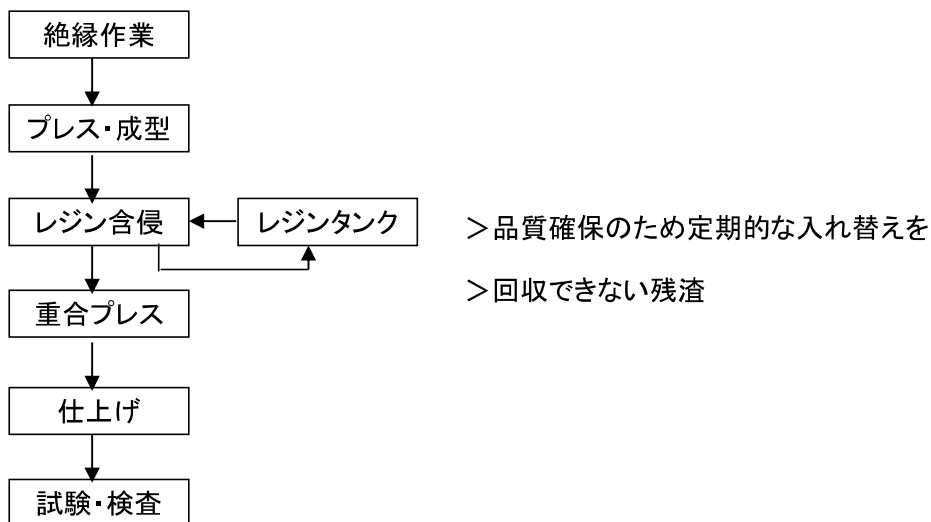 絶縁作業
プレス・成型
レジン含侵
レジンタンク
＞品質確保のため定期的な入れ替えを
＞回収できない残渣
重合プレス
仕上げ
試験・検査